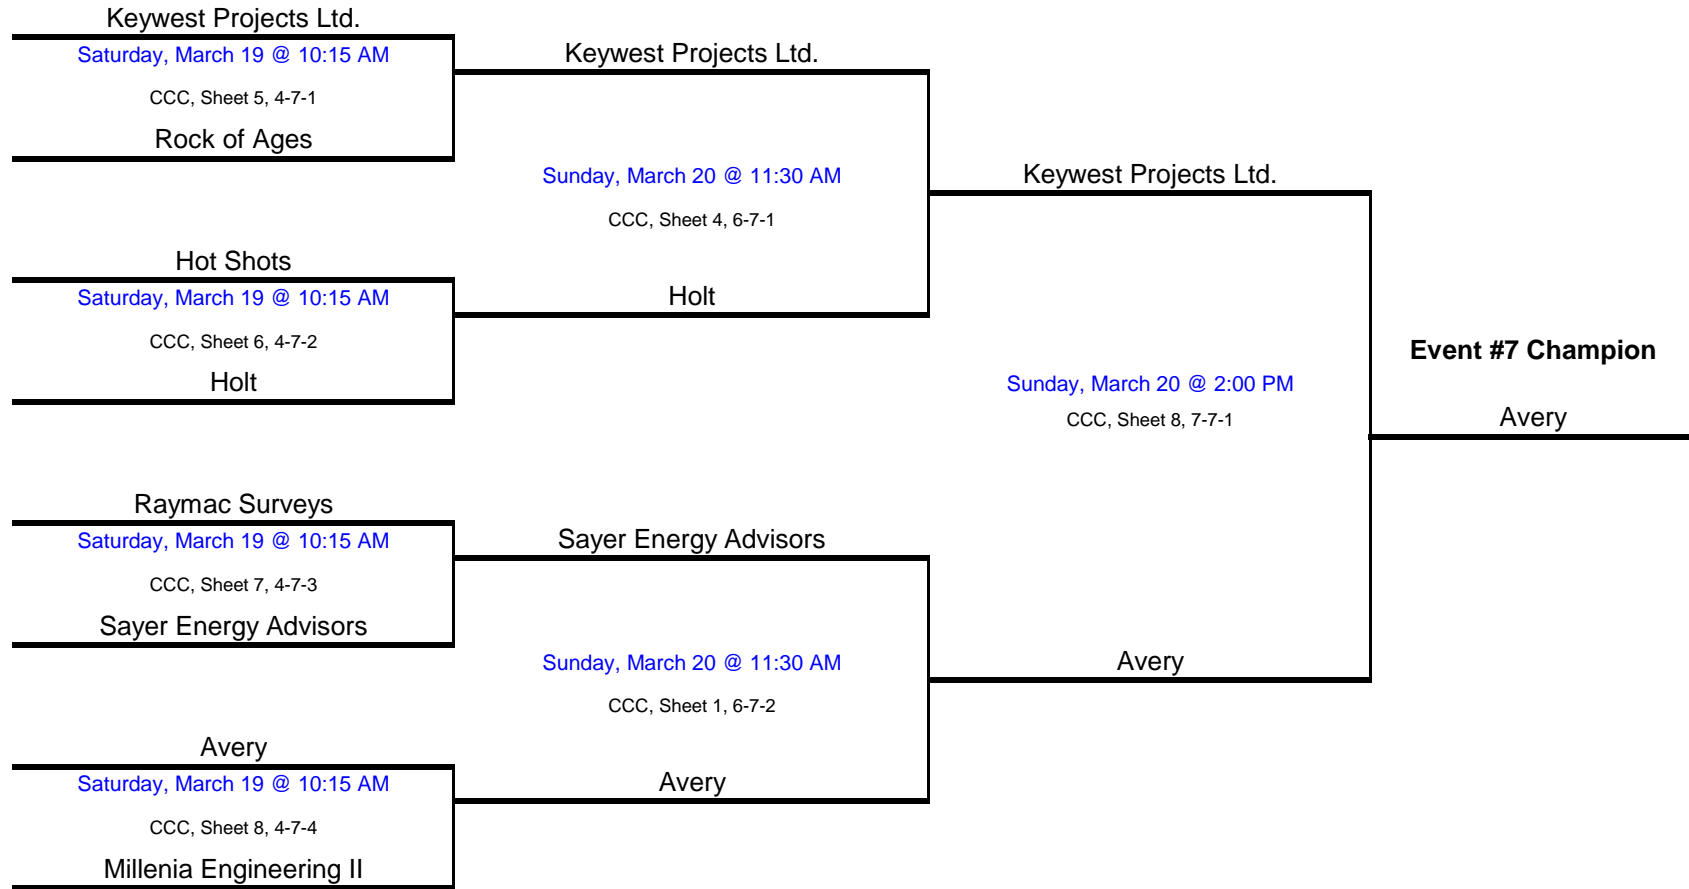 Keywest Projects Ltd.
Saturday, March 19 @ 10:15 AM
CCC, Sheet 5, 4-7-1
Rock of Ages
Hot Shots
Saturday, March 19 @ 10:15 AM
CCC, Sheet 6, 4-7-2
Holt
Raymac Surveys
Saturday, March 19 @ 10:15 AM
CCC, Sheet 7, 4-7-3
Sayer Energy Advisors
Avery
Saturday, March 19 @ 10:15 AM
CCC, Sheet 8, 4-7-4
Millenia Engineering II
Keywest Projects Ltd.
Sunday, March 20 @ 11:30 AM
CCC, Sheet 4, 6-7-1
Holt
Sayer Energy Advisors
Sunday, March 20 @ 11:30 AM
CCC, Sheet 1, 6-7-2
Avery
Keywest Projects Ltd.
Sunday, March 20 @ 2:00 PM
CCC, Sheet 8, 7-7-1
Avery
Event #7 Champion
Avery